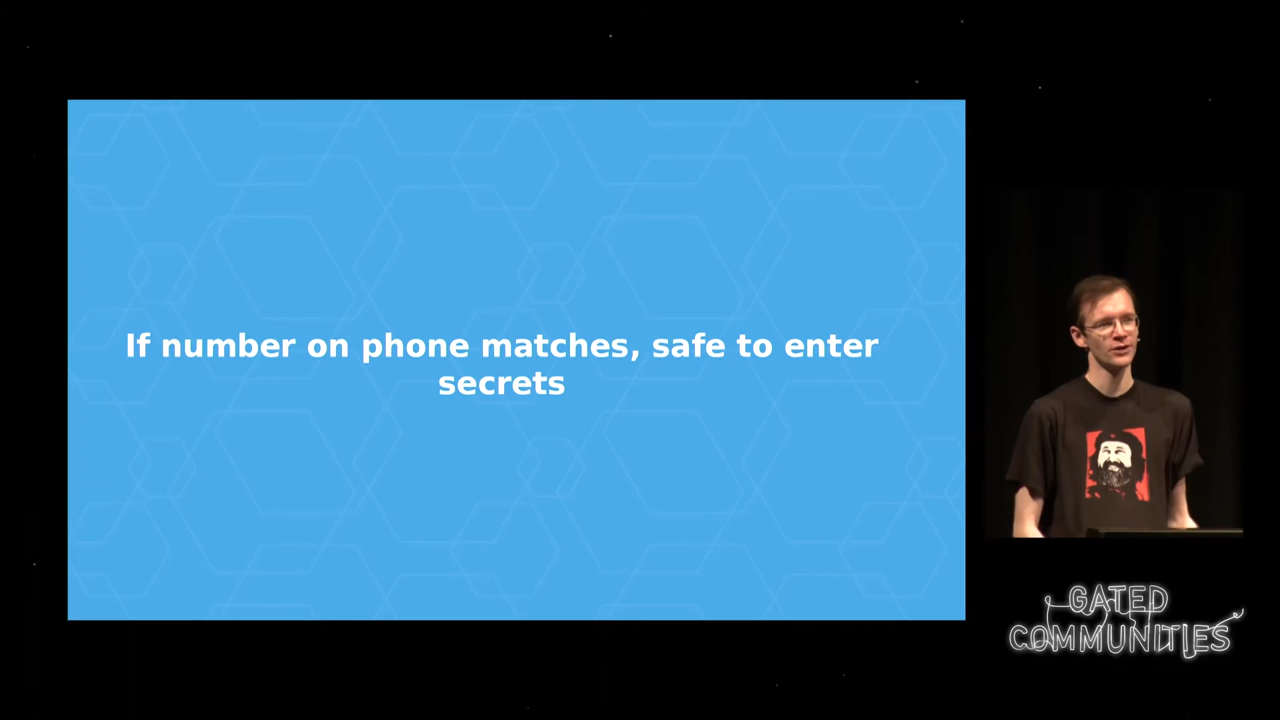 If number on phone matches, safe to enter
secrets
GATED
COMMUNITIES